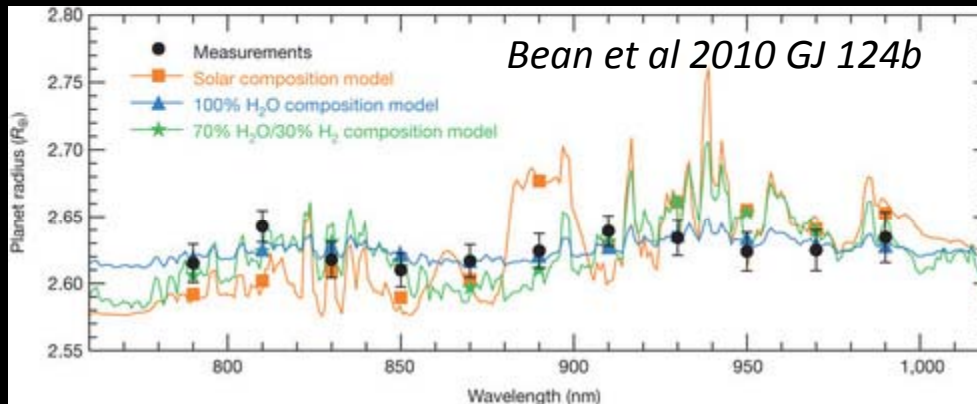 Bean et al 2010 GJ 124b
Measurements
Solar composition model
100% H₂O composition model
70% H₂O/30% H₂ composition model
Planet radius (R⊕)
2.80
2.75
2.70
2.65
2.60
2.55
800
850
900
950
1,000
Wavelength (nm)